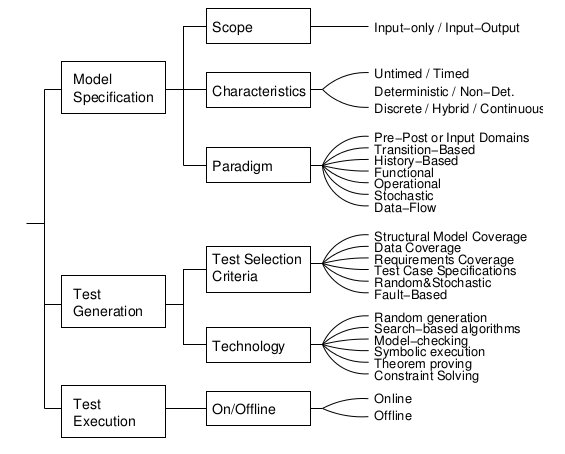 Scope
Input-only / Input-Output
Model
Specification
Characteristics
Untimed / Timed
Deterministic / Non-Det.
Discrete / Hybrid / Continuous
Paradigm
Pre-Post or Input Domains
Transition-Based
History-Based
Functional
Operational
Stochastic
Data-Flow
Test Selection
Criteria
Structural Model Coverage
Data Coverage
Requirements Coverage
Test Case Specifications
Random&Stochastic
Fault-Based
Test
Generation
Technology
Random generation
Search-based algorithms
Model-checking
Symbolic execution
Theorem proving
Constraint Solving
Test
Execution
On/Offline
Online
Offline